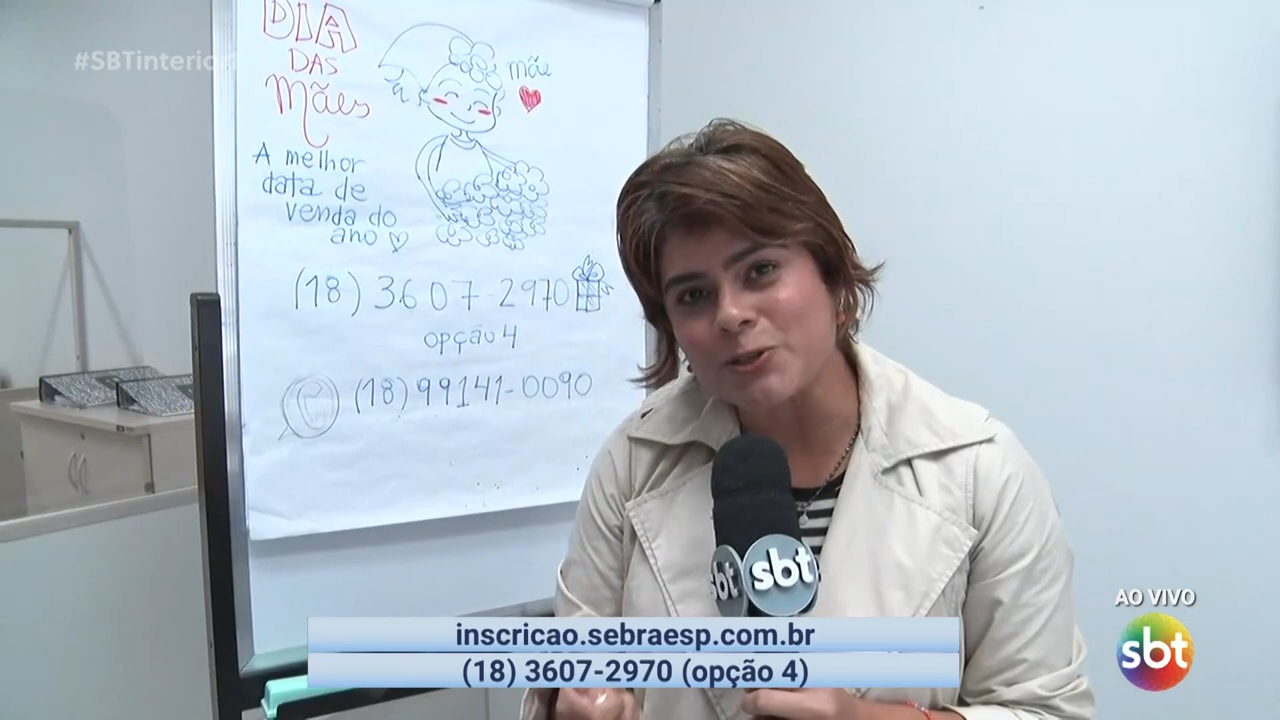 #SBTinterior
DIA
DAS
Mães
mãe
A melhor
data de
venda do
ano
(18) 3607-2970
opção 4
(18) 99141-0090
sbt
sbt
AO VIVO
sbt
inscricao.sebraesp.com.br
(18) 3607-2970 (opção 4)